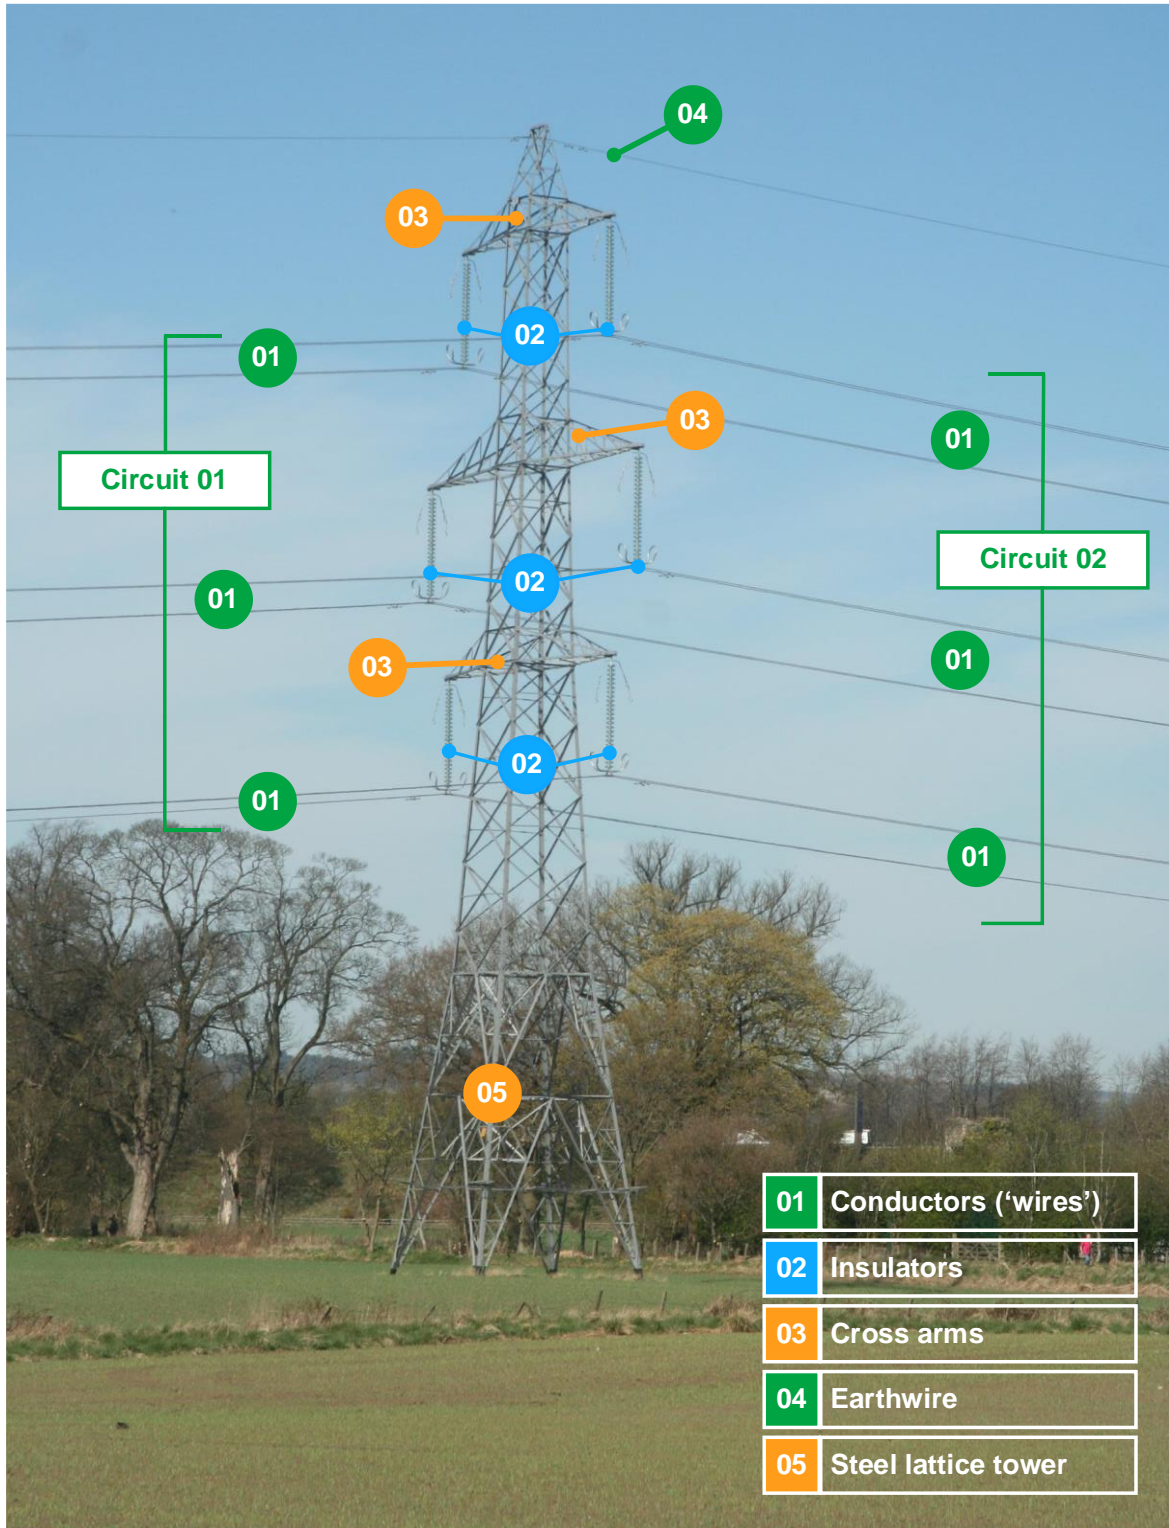 04
03
02
01
03
01
Circuit 01
Circuit 02
02
01
01
03
02
01
01
05
01 Conductors (‘wires’)
02 Insulators
03 Cross arms
04 Earthwire
05 Steel lattice tower